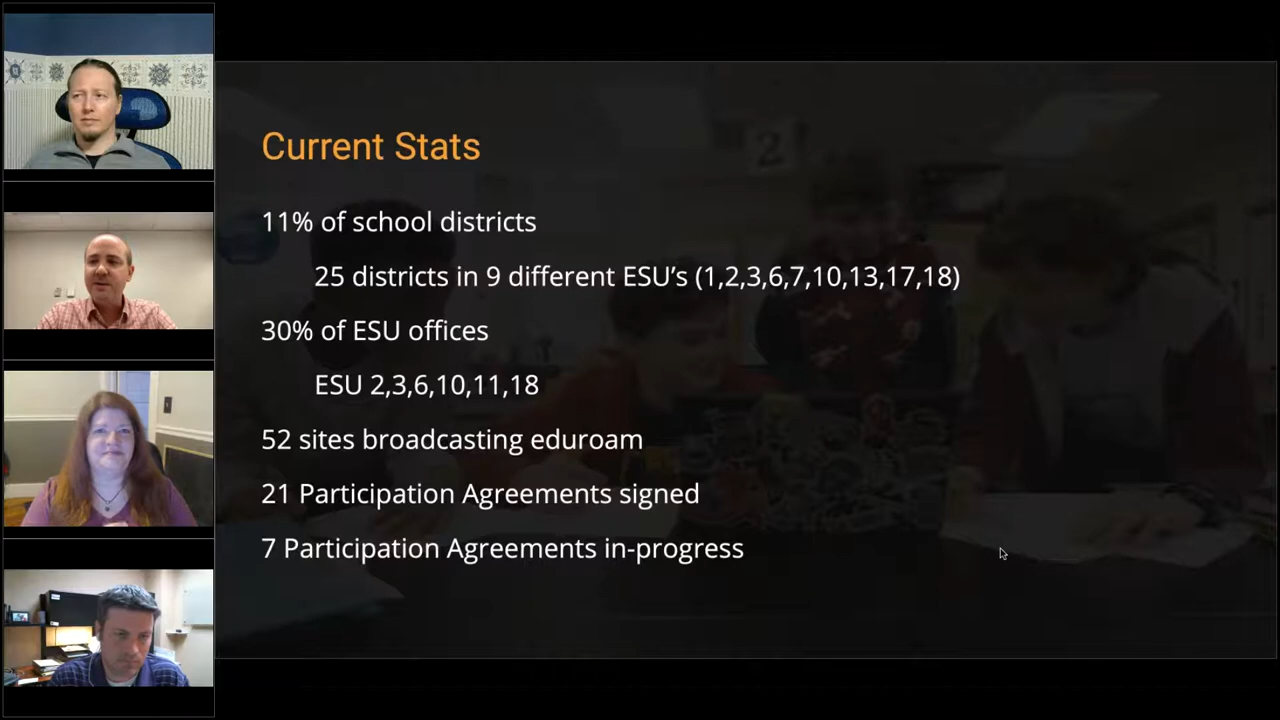 Current Stats
11% of school districts
25 districts in 9 different ESU’s (1,2,3,6,7,10,13,17,18)
30% of ESU offices
ESU 2,3,6,10,11,18
52 sites broadcasting eduroam
21 Participation Agreements signed
7 Participation Agreements in-progress
2